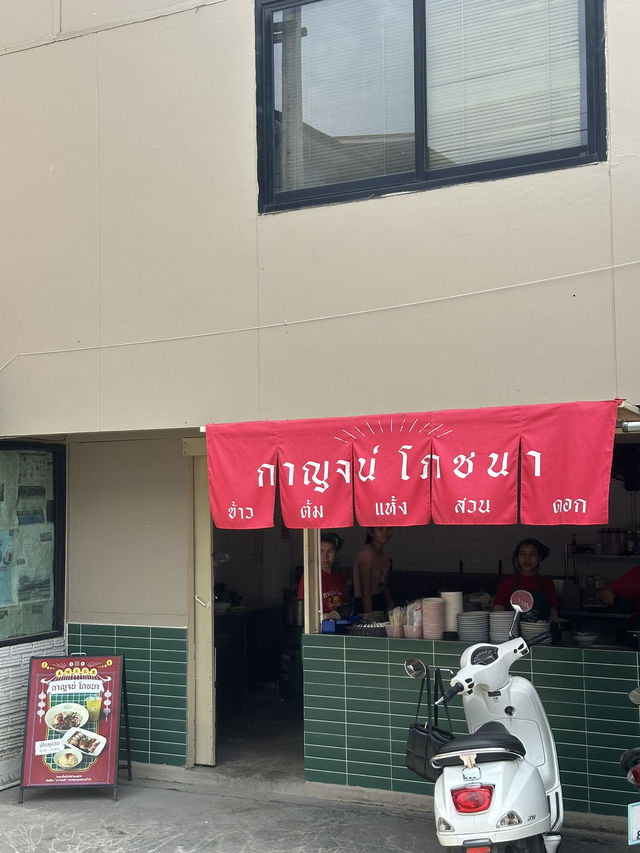 กาญจน์ โภชนา
ข้าว ต้ม แห้ง สวน ดอก
กาญจน์ โภชนา